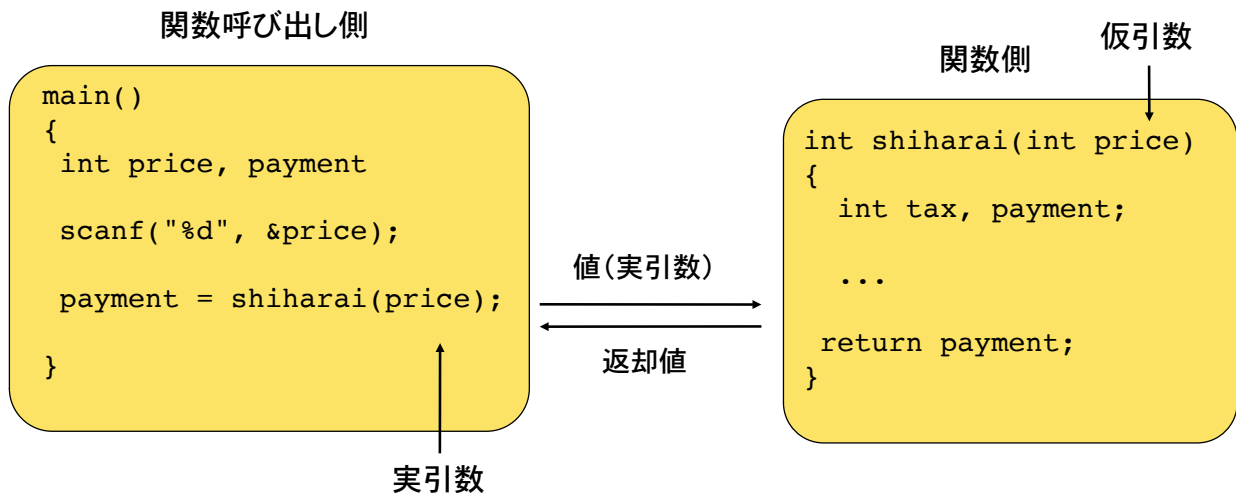 関数呼び出し側
main()
{
int price, payment
scanf("%d", &price);
payment = shiharai(price);
}
実引数
値(実引数)
返却値
関数側
仮引数
int shiharai(int price)
{
int tax, payment;
...
return payment;
}